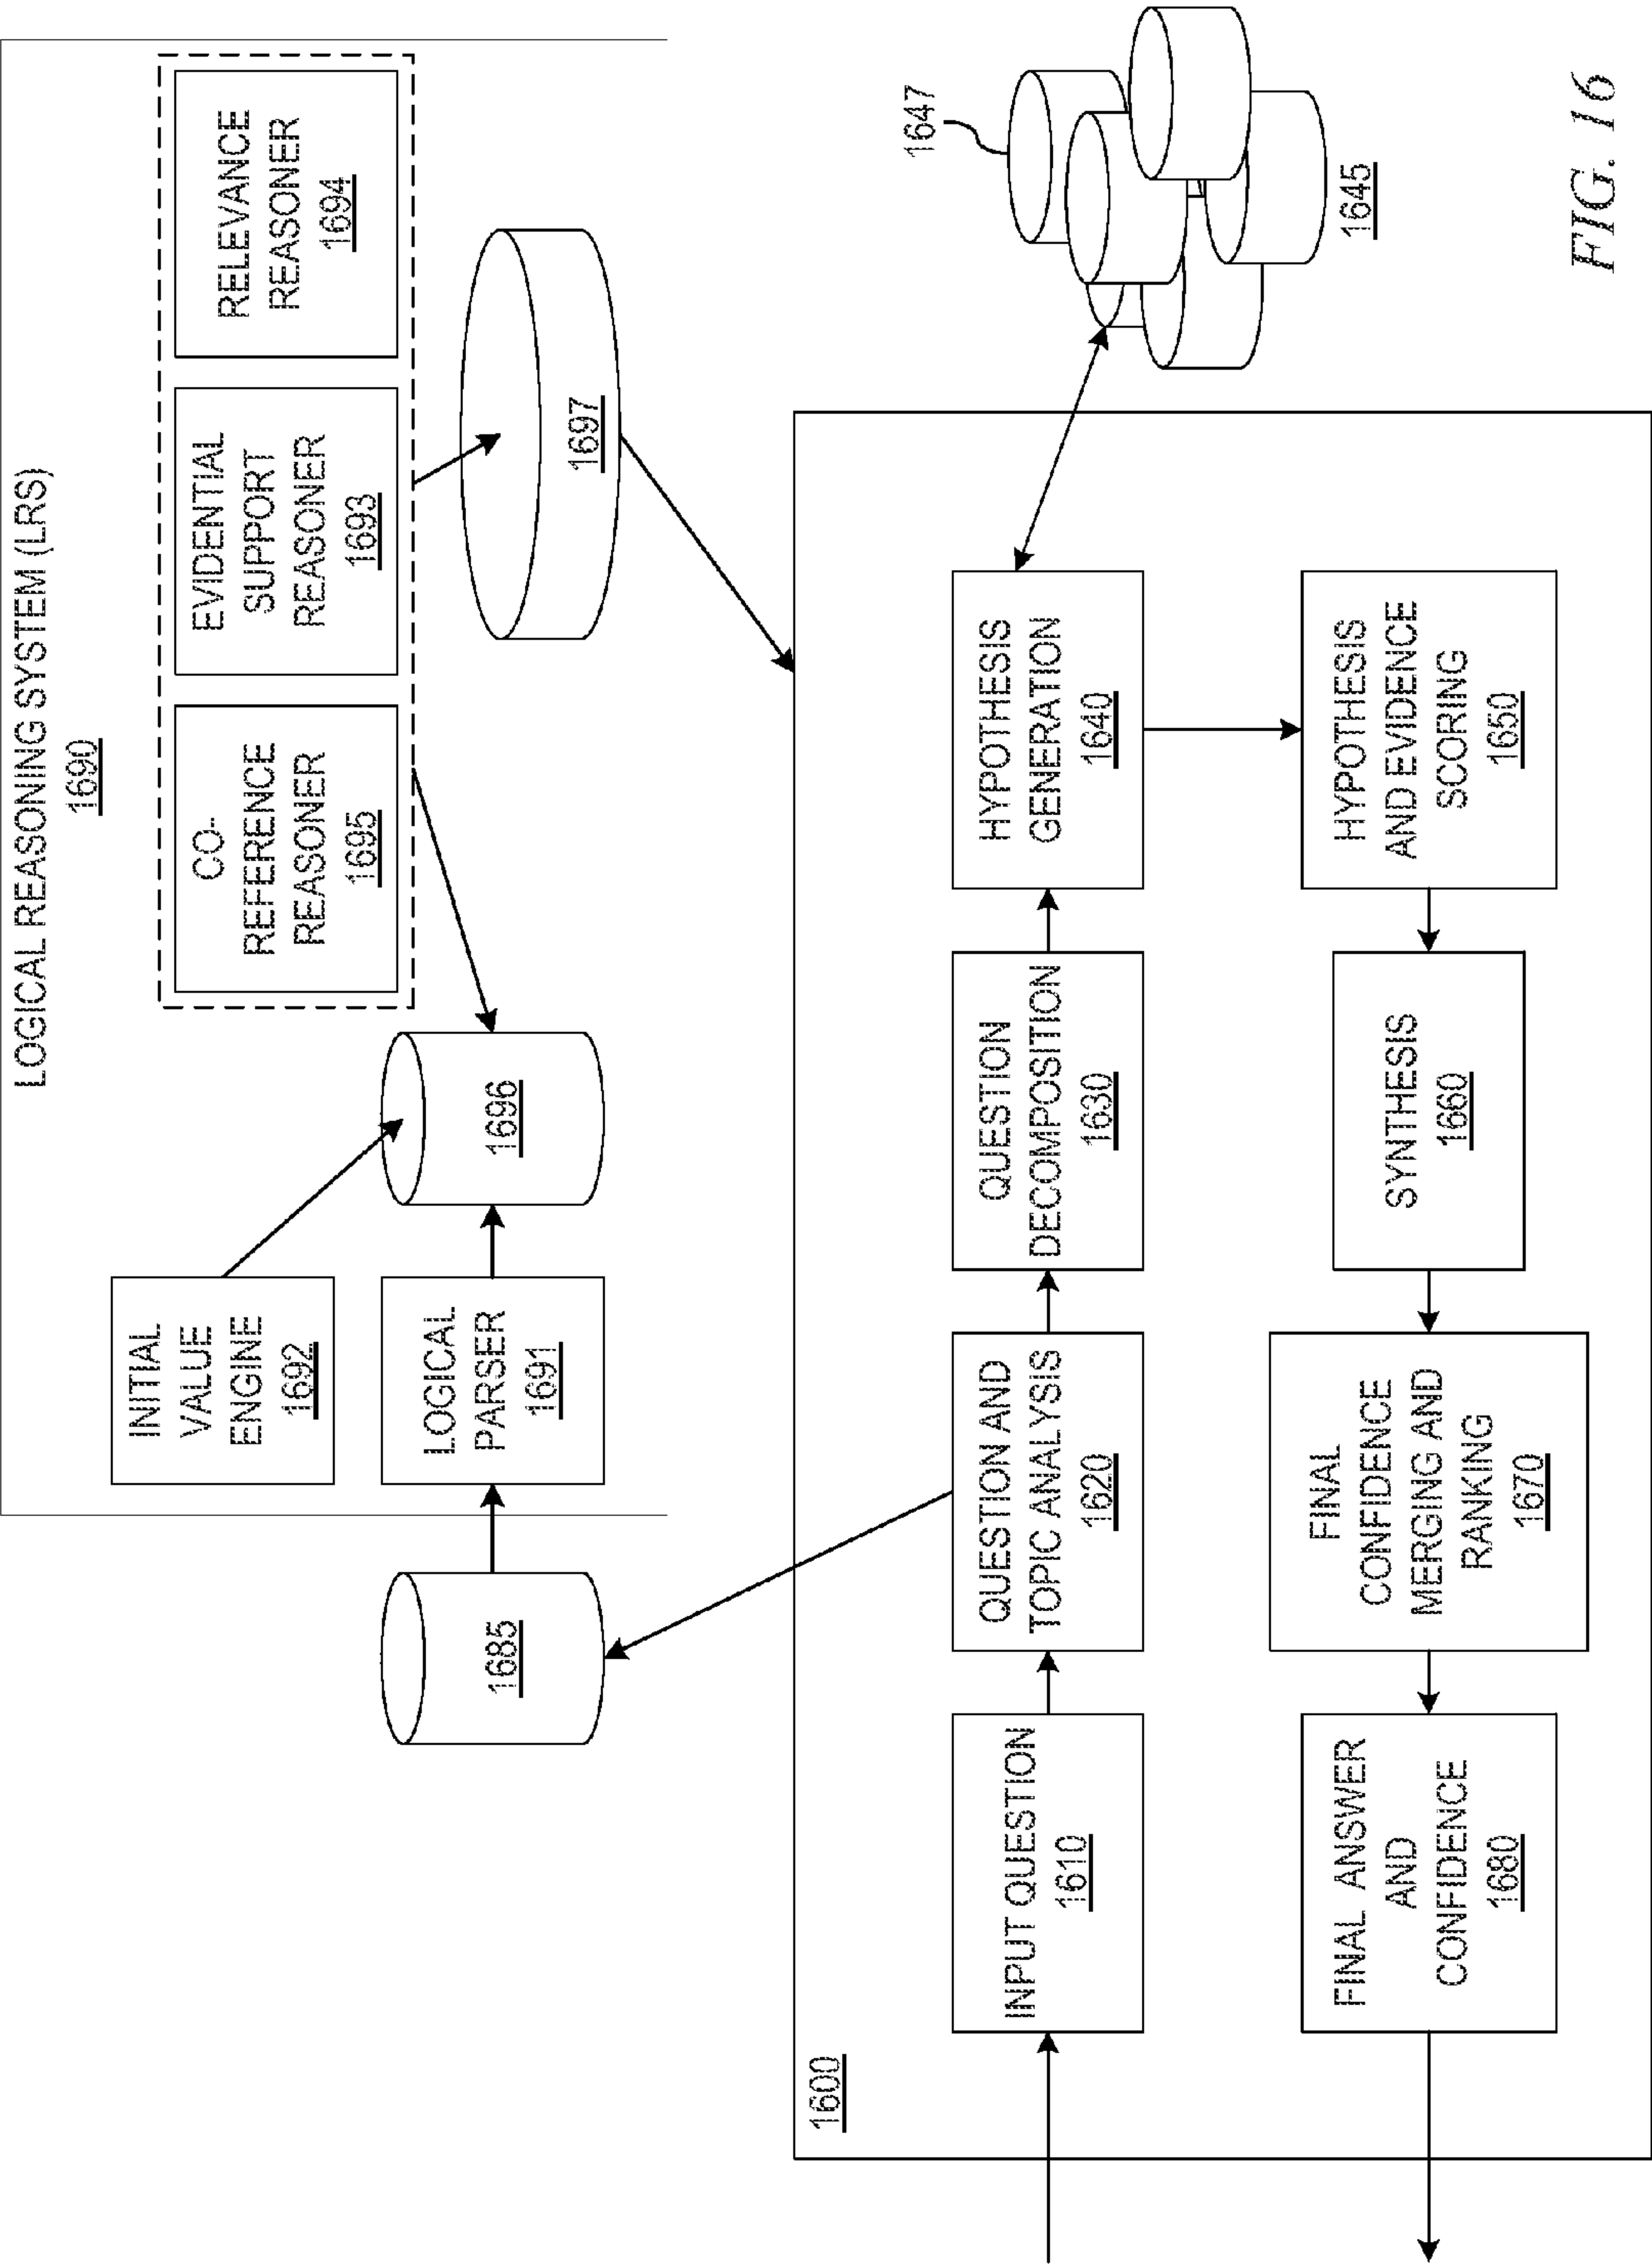 LOGICAL REASONING SYSTEM (LRS)
1690
INITIAL
VALUE
ENGINE
1692
CO-
REFERENCE
REASONER
1695
EVIDENTIAL
SUPPORT
REASONER
1693
RELEVANCE
REASONER
1694
1685
LOGICAL
PARSER
1691
1696
1697
1600
INPUT QUESTION
1610
QUESTION AND
TOPIC ANALYSIS
1620
QUESTION
DECOMPOSITION
1630
HYPOTHESIS
GENERATION
1640
1647
1645
FINAL ANSWER
AND
CONFIDENCE
1680
FINAL
CONFIDENCE
MERGING AND
RANKING
1670
SYNTHESIS
1660
HYPOTHESIS
AND EVIDENCE
SCORING
1650
FIG. 16